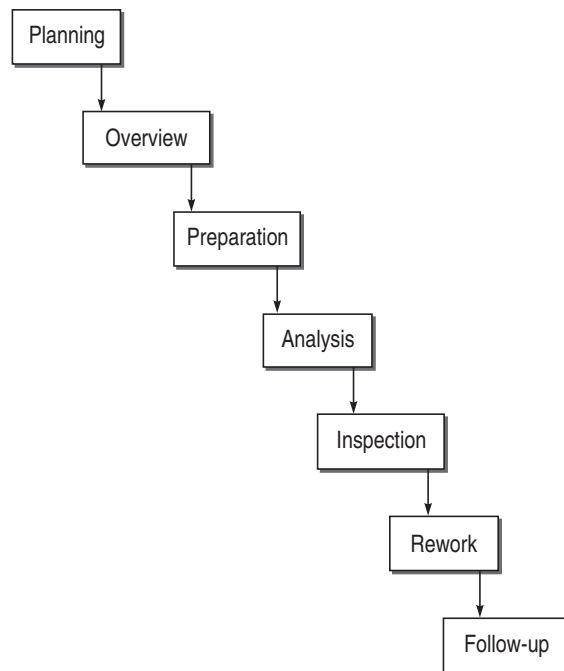 Planning
Overview
Preparation
Analysis
Inspection
Rework
Follow-up